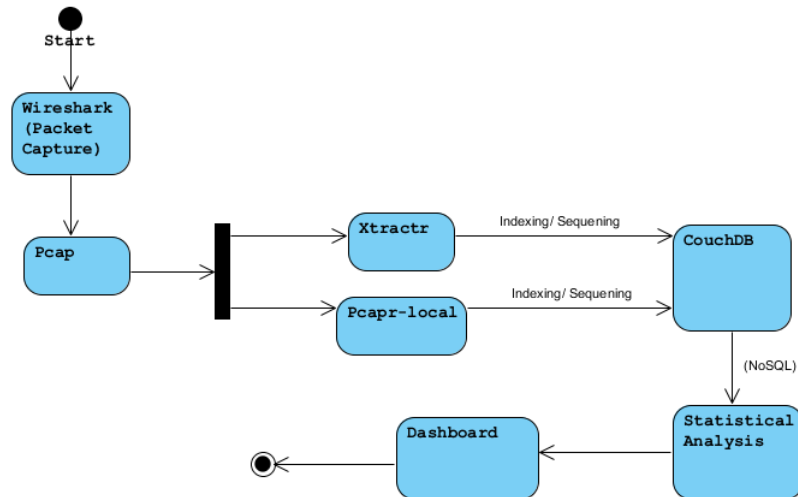 Start
Wireshark
(Packet
Capture)
Pcap
Xtractr
Indexing/ Sequening
CouchDB
Pcapr-local
Indexing/ Sequening
(NoSQL)
Statistical
Analysis
Dashboard